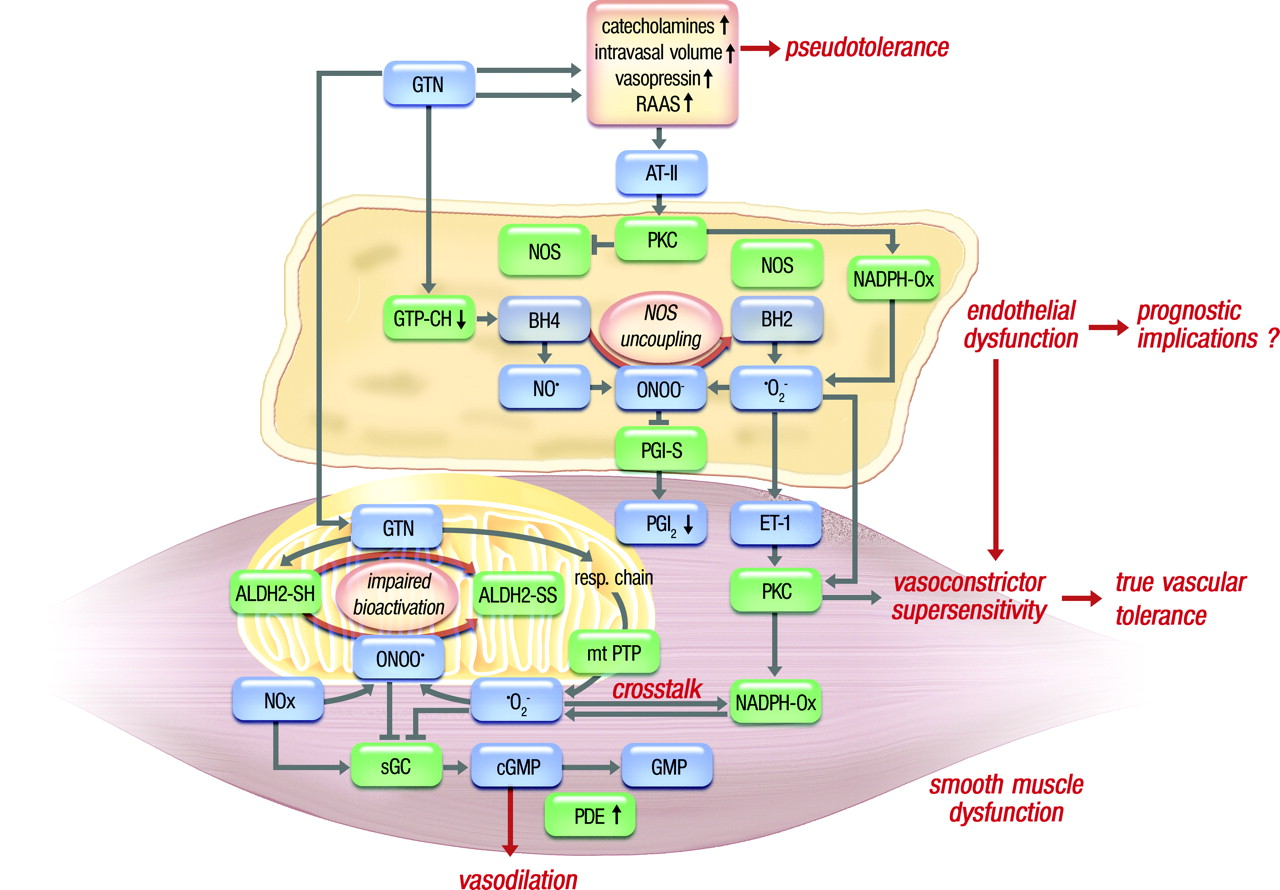 catecholamines ↑
intravasal volume ↑
vasopressin ↑
RAAS ↑
pseudotolerance
GTN
AT-II
NOS
PKC
NOS
NADPH-Ox
GTP-CH ↓
BH4
NOS
uncoupling
BH2
endothelial
dysfunction
prognostic
implications ?
NO•
ONOO⁻
•O₂⁻
PGI-S
PGI₂ ↓
ET-1
GTN
ALDH2-SH
impaired
bioactivation
ALDH2-SS
resp. chain
PKC
vasoconstrictor
supersensitivity
true vascular
tolerance
ONOO•
mt PTP
NOx
•O₂⁻
crosstalk
NADPH-Ox
sGC
cGMP
GMP
PDE ↑
smooth muscle
dysfunction
vasodilation